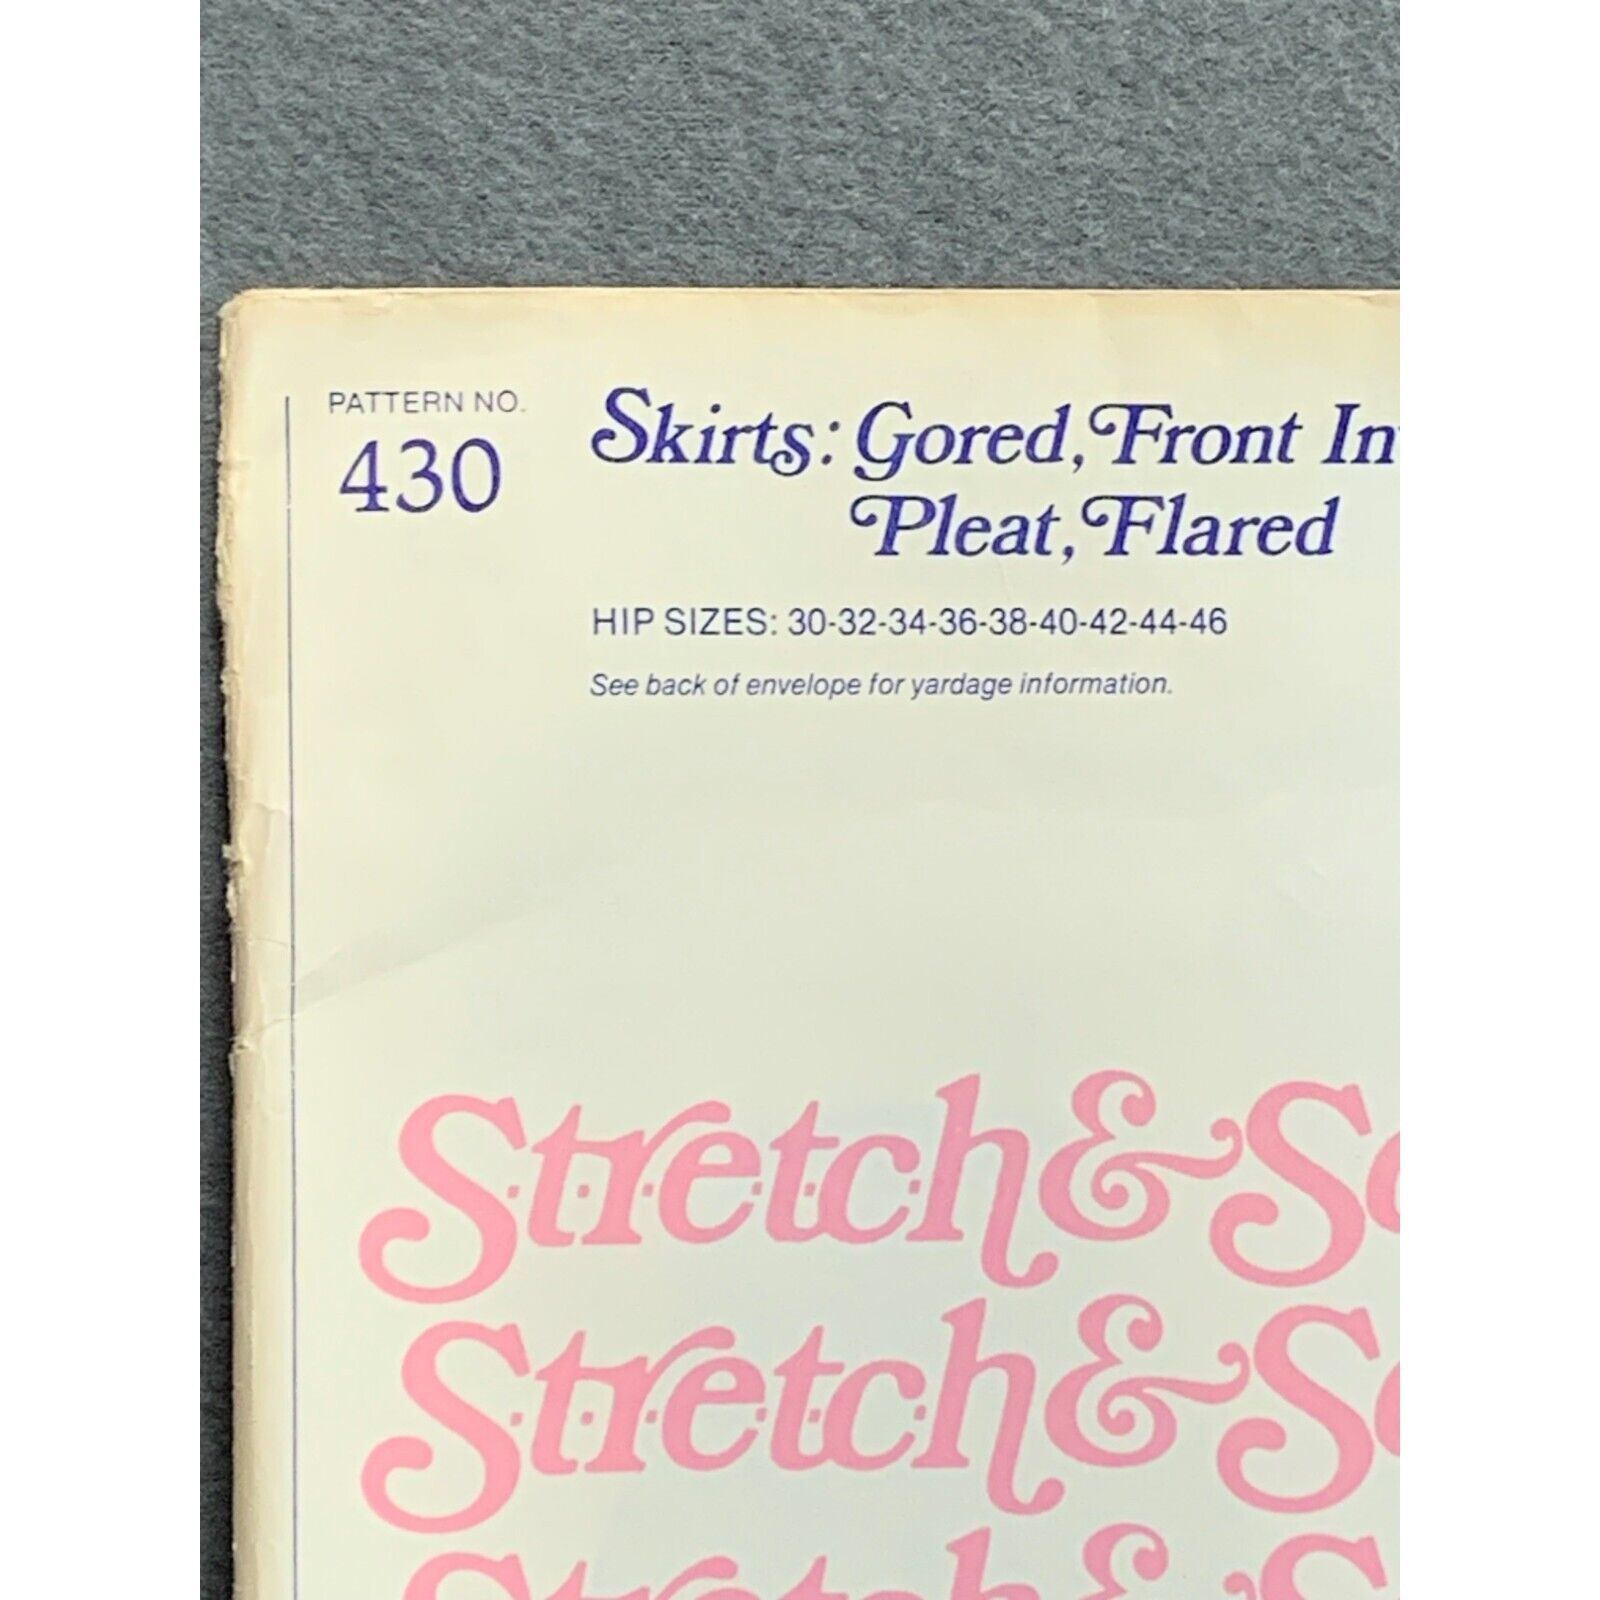 PATTERN NO.
430
Skirts: Gored, Front In
Pleat, Flared
HIP SIZES: 30-32-34-36-38-40-42-44-46
See back of envelope for yardage information.
Stretch & S
Stretch & S
Stretch & S